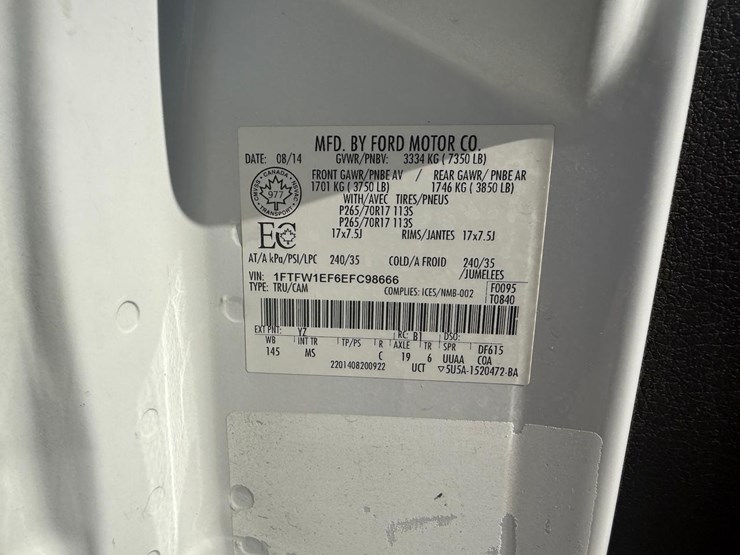 MFD. BY FORD MOTOR CO.
DATE: 08/14 GVWR/PNBV: 3334 KG ( 7350 LB)
FRONT GAWR/PNBE AV / REAR GAWR/ PNBE AR
1701 KG ( 3750 LB) 1746 KG ( 3850 LB)
WITH/AVEC TIRES/PNEUS
P265/70R17 113S
P265/70R17 113S
17x7.5J RIMS/JANTES 17x7.5J
CANADA
977
TRANSPORT
AT/A kPa/PSI/LPC 240/35 COLD/A FROID 240/35
/JUMELEES
VIN: 1FTFW1EF6EFC98666
TYPE: TRU/CAM COMPLIES: ICES/NMB-002
F0095
T0840
EXT PNT: YZ RC: B1 DSO:
WB INT TR TP/PS R AXLE TR SPR DF615
145 MS C 19 6 UUAA COA
2201408200922 UCT ▽5U5A-1520472-BA